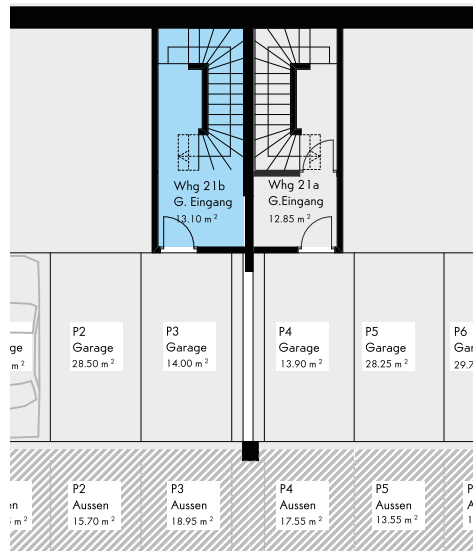 Whg 21b
G. Eingang
13.10 m²
Whg 21a
G.Eingang
12.85 m²
m²
P2
Garage
28.50 m²
P3
Garage
14.00 m²
P4
Garage
13.90 m²
P5
Garage
28.25 m²
P6
P2
Aussen
15.70 m²
P3
Aussen
18.95 m²
P4
Aussen
17.55 m²
P5
Aussen
13.55 m²